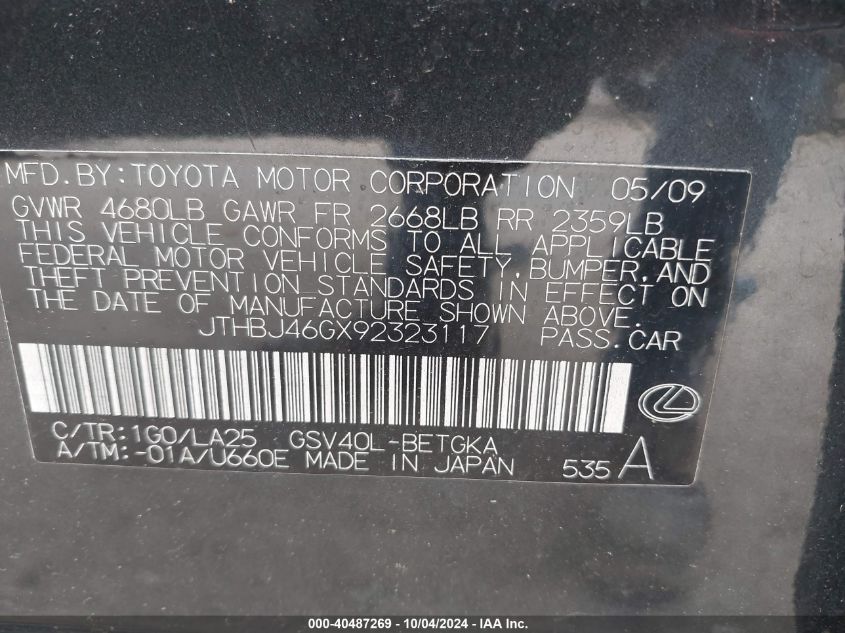 MFD.BY:TOYOTA MOTOR CORPORATION 05/09
GVWR 4680LB GAWR FR 2668LB RR 2359LB
THIS VEHICLE CONFORMS TO ALL APPLICABLE
FEDERAL MOTOR VEHICLE SAFETY,BUMPER,AND
THEFT PREVENTION STANDARDS IN EFFECT ON
THE DATE OF MANUFACTURE SHOWN ABOVE.
JTHBJ46GX92323117 PASS.CAR
C/TR:1G0/LA25 GSV40L-BETGKA
A/TM:-01A/U660E MADE IN JAPAN 535 A
000-40487269 - 10/04/2024 - IAA Inc.